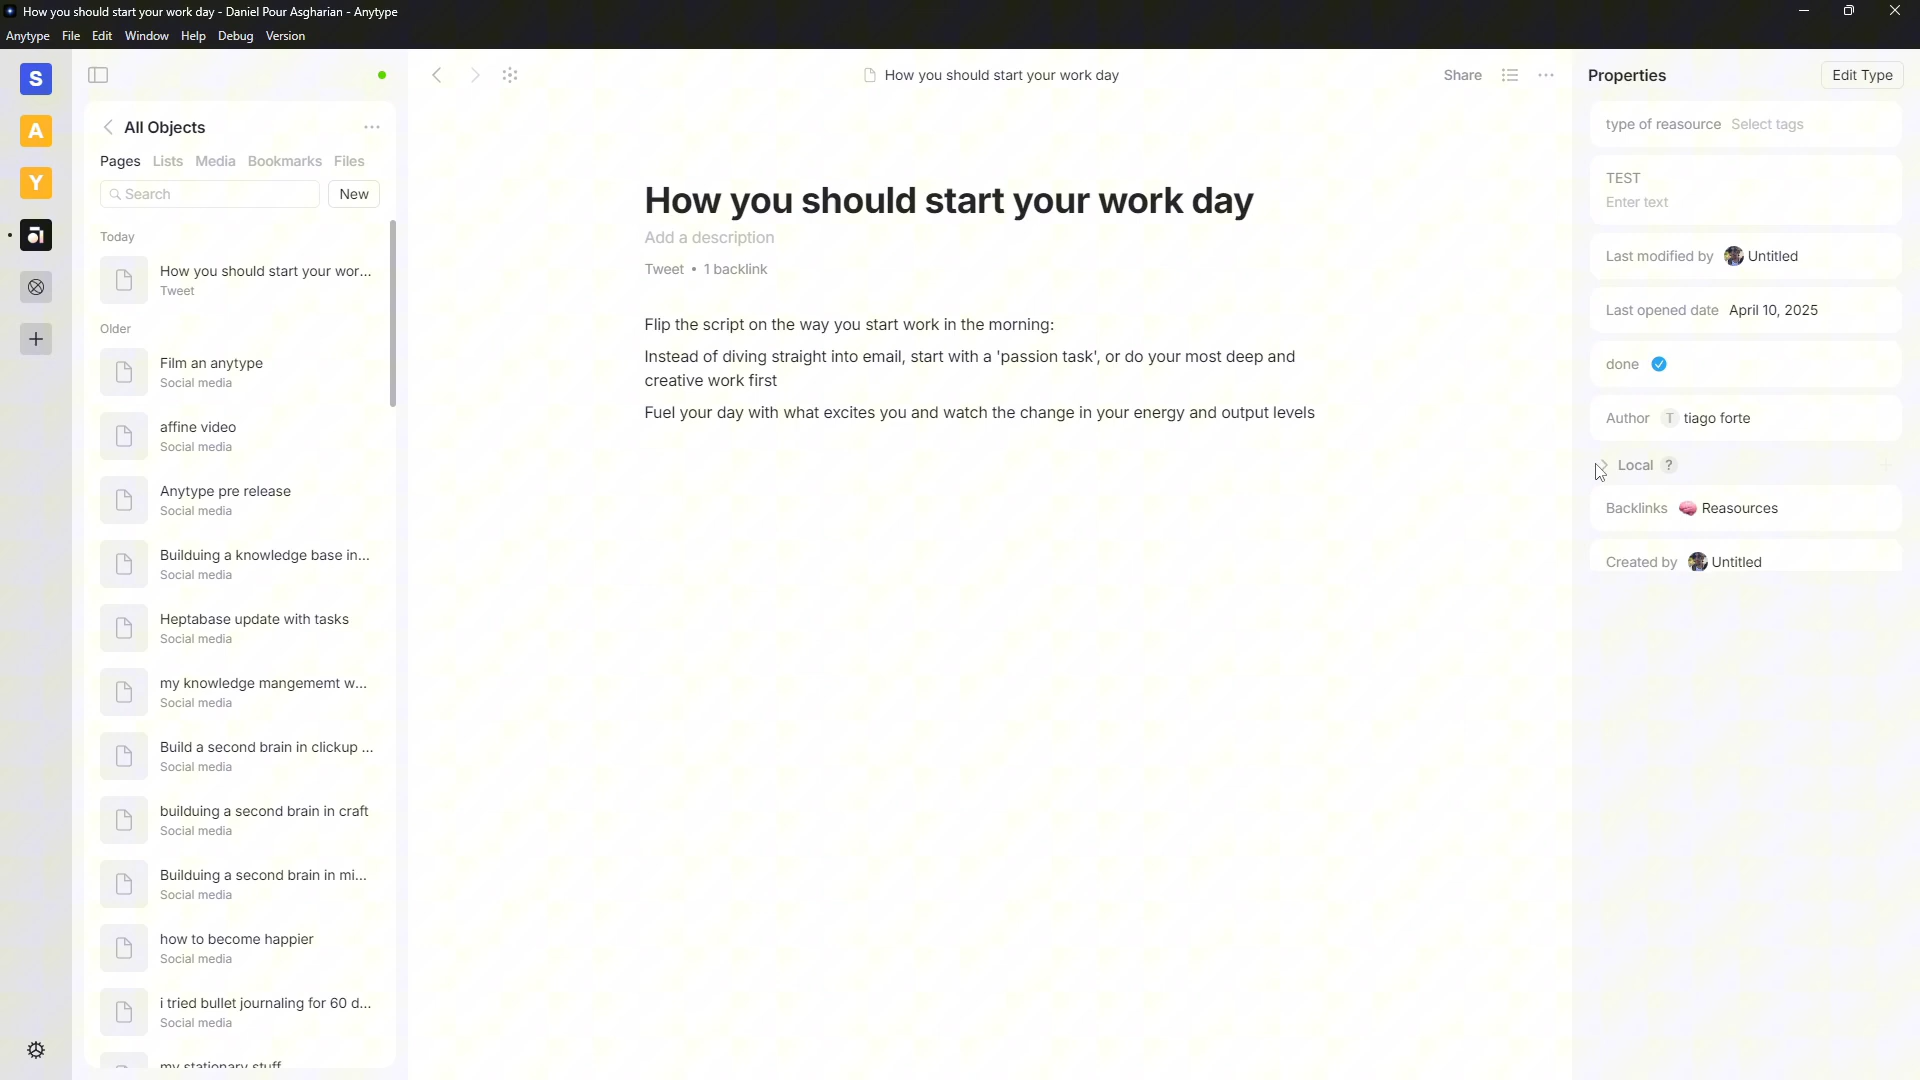 How you should start your work day - Daniel Pour Asgharian - Anytype
Anytype File Edit Window Help Debug Version
S
A
Y
All Objects
Pages Lists Media Bookmarks Files
Search
New
Today
How you should start your wor...
Tweet
Older
Film an anytype
Social media
affine video
Social media
Anytype pre release
Social media
Builduing a knowledge base in...
Social media
Heptabase update with tasks
Social media
my knowledge mangememt w...
Social media
Build a second brain in clickup ...
Social media
builduing a second brain in craft
Social media
Builduing a second brain in mi...
Social media
how to become happier
Social media
i tried bullet journaling for 60 d...
Social media
my stationary stuff
How you should start your work day
Share
How you should start your work day
Add a description
Tweet • 1 backlink
Flip the script on the way you start work in the morning:
Instead of diving straight into email, start with a 'passion task', or do your most deep and
creative work first
Fuel your day with what excites you and watch the change in your energy and output levels
Properties
Edit Type
type of reasource Select tags
TEST
Enter text
Last modified by Untitled
Last opened date April 10, 2025
done
Author T tiago forte
Local ?
Backlinks Reasources
Created by Untitled